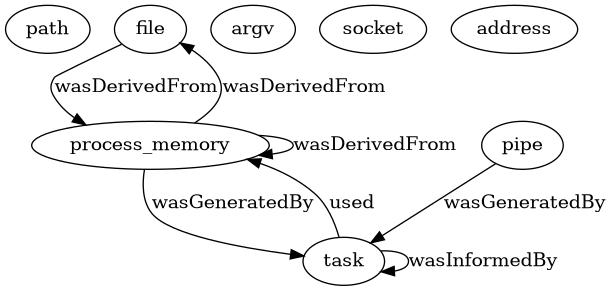 path file argv socket address
wasDerivedFrom wasDerivedFrom
process_memory wasDerivedFrom pipe
wasGeneratedBy used wasGeneratedBy
task wasInformedBy